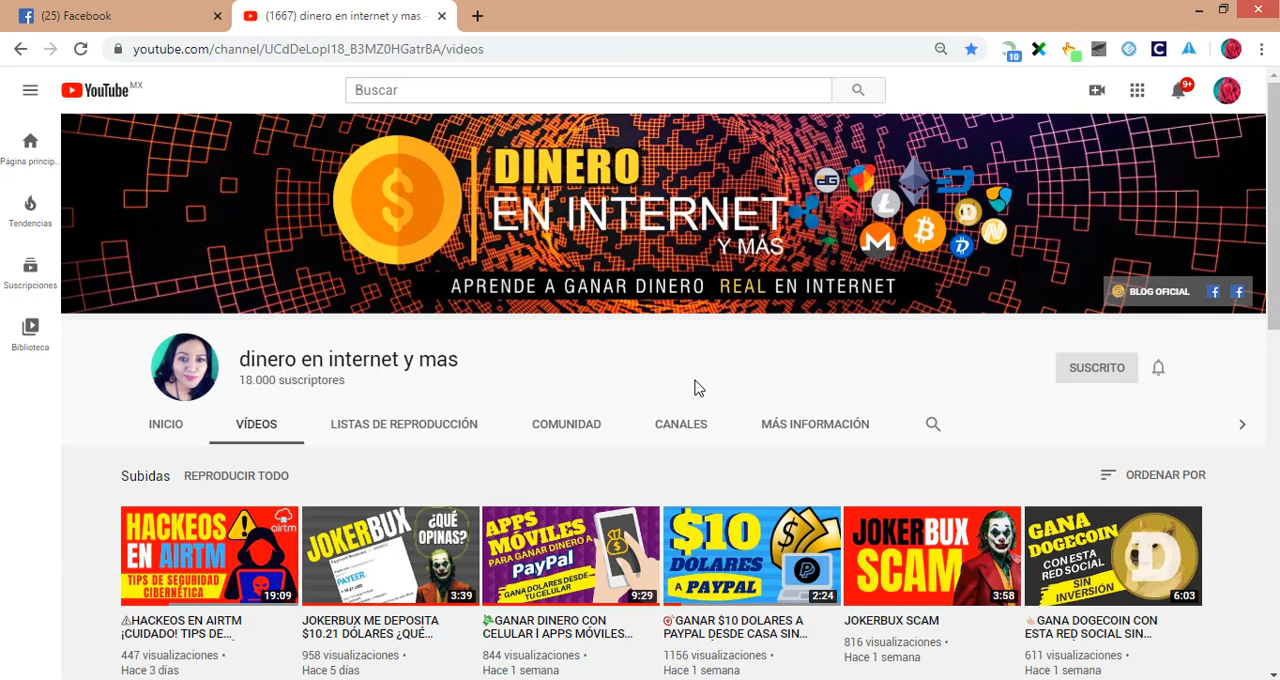 (25) Facebook
(1667) dinero en internet y mas -
youtube.com/channel/UCdDeLopI18_B3MZ0HGatrBA/videos
10
C
YouTube MX
Buscar
9+
Página princip...
Tendencias
Suscripciones
Biblioteca
DINERO
EN INTERNET
Y MÁS
APRENDE A GANAR DINERO REAL EN INTERNET
BLOG OFICIAL
dinero en internet y mas
18.000 suscriptores
SUSCRITO
INICIO
VÍDEOS
LISTAS DE REPRODUCCIÓN
COMUNIDAD
CANALES
MÁS INFORMACIÓN
Subidas
REPRODUCIR TODO
ORDENAR POR
HACKEOS
EN AIRTM
airtm
TIPS DE SEGURIDAD
CIBERNÉTICA
19:09
⚠HACKEOS EN AIRTM
¡CUIDADO! TIPS DE...
447 visualizaciones •
Hace 3 días
JOKERBUX
¿QUÉ
OPINAS?
PAYEER.
3:39
JOKERBUX ME DEPOSITA
$10.21 DÓLARES ¿QUÉ...
958 visualizaciones •
Hace 5 días
APPS
MÓVILES
PARA GANAR DINERO A
PayPal
GANA DOLARES DESDE
TU CELULAR
9:29
GANAR DINERO CON
CELULAR l APPS MÓVILES...
844 visualizaciones •
Hace 1 semana
$10
DOLARES
A PAYPAL
2:24
GANAR $10 DOLARES A
PAYPAL DESDE CASA SIN...
1156 visualizaciones •
Hace 1 semana
JOKERBUX
SCAM
3:58
JOKERBUX SCAM
816 visualizaciones •
Hace 1 semana
GANA
DOGECOIN
CON ESTA
RED SOCIAL
SIN
INVERSIÓN
6:03
GANA DOGECOIN CON
ESTA RED SOCIAL SIN...
611 visualizaciones •
Hace 1 semana